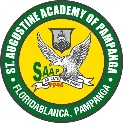 ST. AUGUSTINE ACADEMY OF PAMPANGA
SAAP
FLORIDABLANCA, PAMPANGA